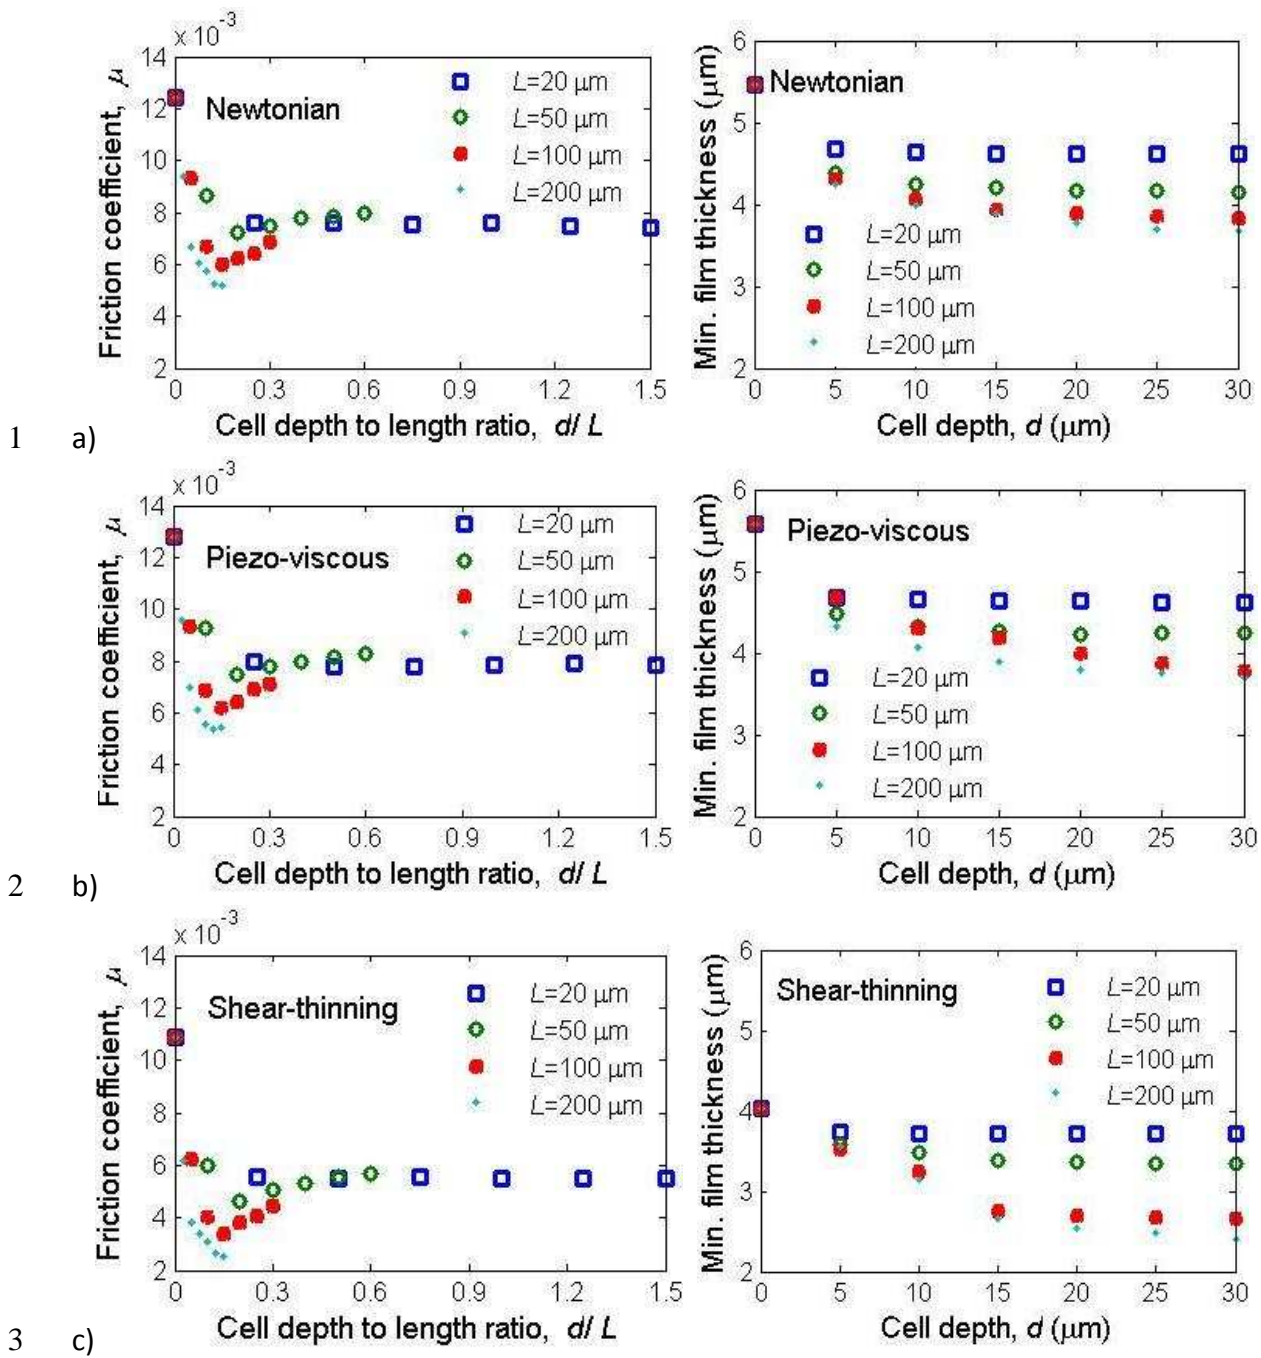 × 10⁻³
14
12
10
8
6
4
2
Friction coefficient, μ
Newtonian
L=20 μm
L=50 μm
L=100 μm
L=200 μm
0 0.3 0.6 0.9 1.2 1.5
Cell depth to length ratio, d/ L
6
5
4
3
2
Min. film thickness (μm)
Newtonian
L=20 μm
L=50 μm
L=100 μm
L=200 μm
0 5 10 15 20 25 30
Cell depth, d (μm)
1 a)
× 10⁻³
14
12
10
8
6
4
2
Friction coefficient, μ
Piezo-viscous
L=20 μm
L=50 μm
L=100 μm
L=200 μm
0 0.3 0.6 0.9 1.2 1.5
Cell depth to length ratio, d/ L
6
5
4
3
2
Min. film thickness (μm)
Piezo-viscous
L=20 μm
L=50 μm
L=100 μm
L=200 μm
0 5 10 15 20 25 30
Cell depth, d (μm)
2 b)
× 10⁻³
14
12
10
8
6
4
2
Friction coefficient, μ
Shear-thinning
L=20 μm
L=50 μm
L=100 μm
L=200 μm
0 0.3 0.6 0.9 1.2 1.5
Cell depth to length ratio, d/ L
6
5
4
3
2
Min. film thickness (μm)
Shear-thinning
L=20 μm
L=50 μm
L=100 μm
L=200 μm
0 5 10 15 20 25 30
Cell depth, d (μm)
3 c)